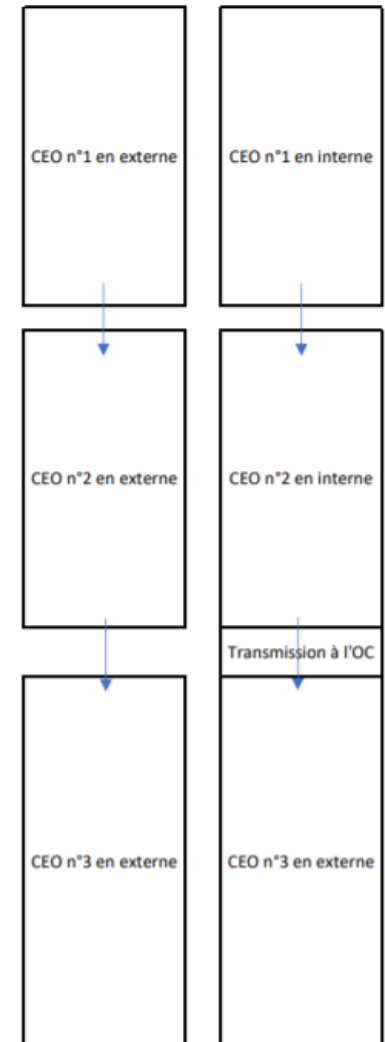 CEO n°1 en externe
CEO n°1 en interne
CEO n°2 en externe
CEO n°2 en interne
Transmission à l'OC
CEO n°3 en externe
CEO n°3 en externe